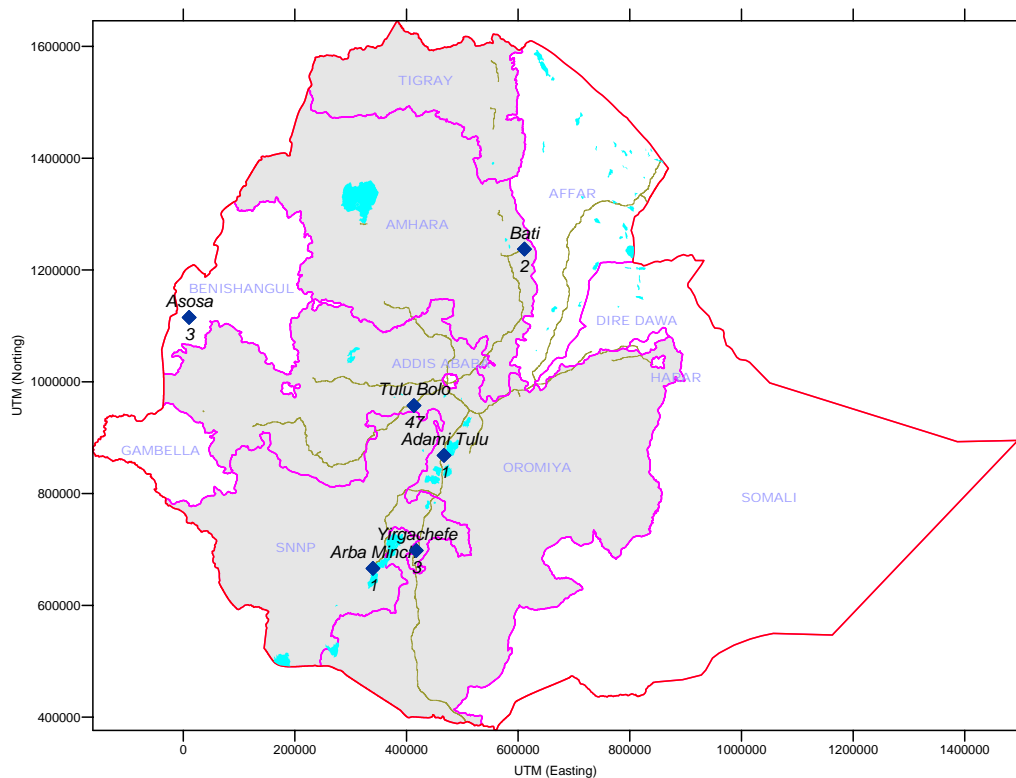 1600000
TIGRAY
1400000
AFFAR
AMHARA
Bati
2
1200000
BENISHANGUL
Asosa
3
DIRE DAWA
ADDIS ABABA
HARAR
1000000
Tulu Bolo
47
Adami Tulu
1
GAMBELLA
OROMIYA
SOMALI
800000
SNNP
Yirgachefe
3
Arba Minch
1
600000
400000
UTM (Norting)
0
200000
400000
600000
800000
1000000
1200000
1400000
UTM (Easting)